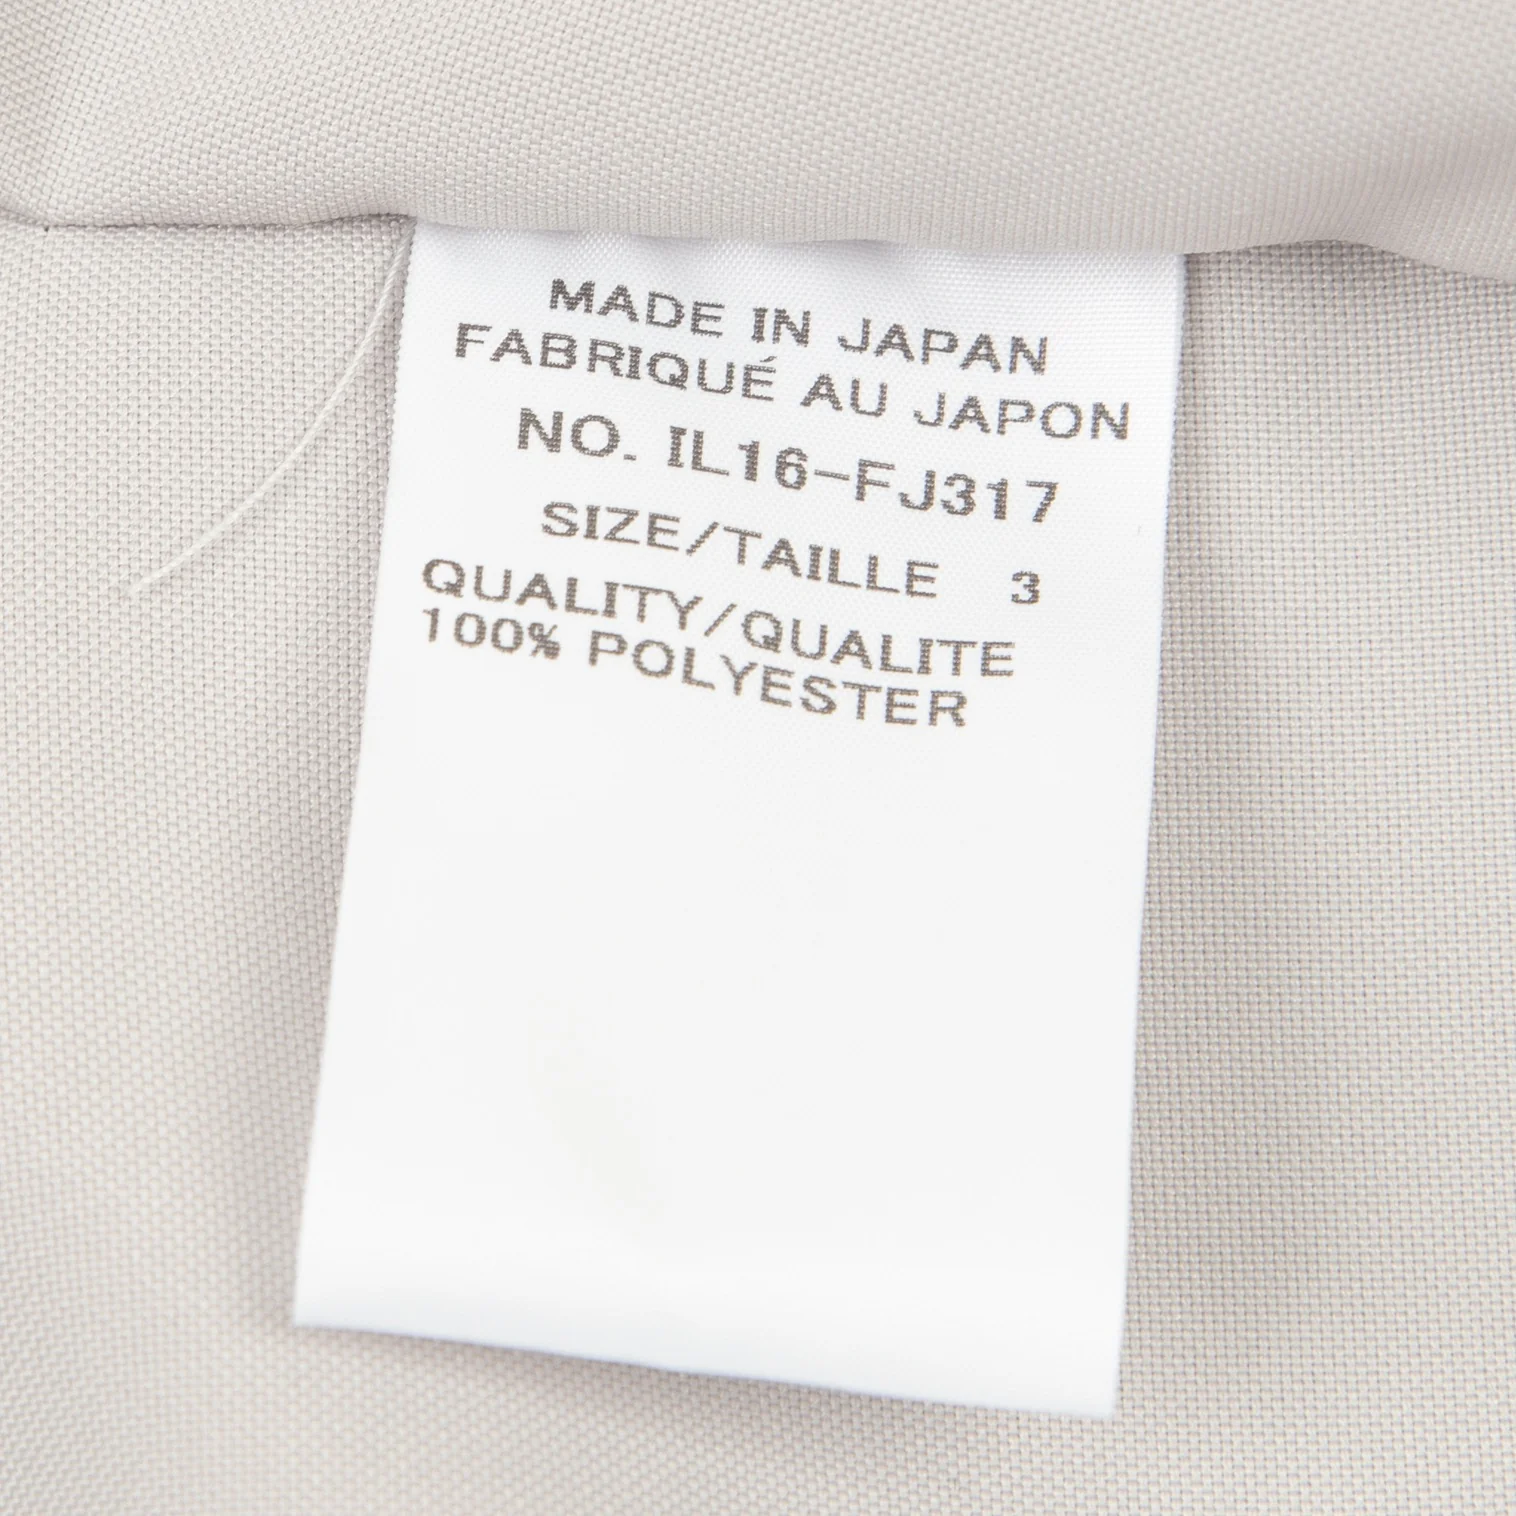 MADE IN JAPAN
FABRIQUÉ AU JAPON
NO. IL16-FJ317
SIZE/TAILLE 3
QUALITY/QUALITE
100% POLYESTER